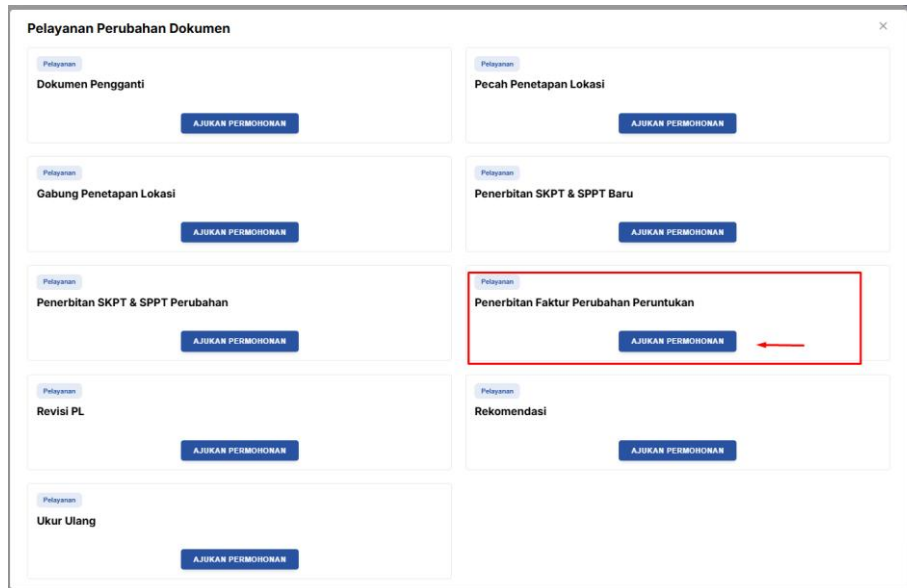 Pelayanan Perubahan Dokumen
Pelayanan
Dokumen Pengganti
AJUKAN PERMOHONAN
Pelayanan
Pecah Penetapan Lokasi
AJUKAN PERMOHONAN
Pelayanan
Gabung Penetapan Lokasi
AJUKAN PERMOHONAN
Pelayanan
Penerbitan SKPT & SPPT Baru
AJUKAN PERMOHONAN
Pelayanan
Penerbitan SKPT & SPPT Perubahan
AJUKAN PERMOHONAN
Pelayanan
Penerbitan Faktur Perubahan Peruntukan
AJUKAN PERMOHONAN
Pelayanan
Revisi PL
AJUKAN PERMOHONAN
Pelayanan
Rekomendasi
AJUKAN PERMOHONAN
Pelayanan
Ukur Ulang
AJUKAN PERMOHONAN